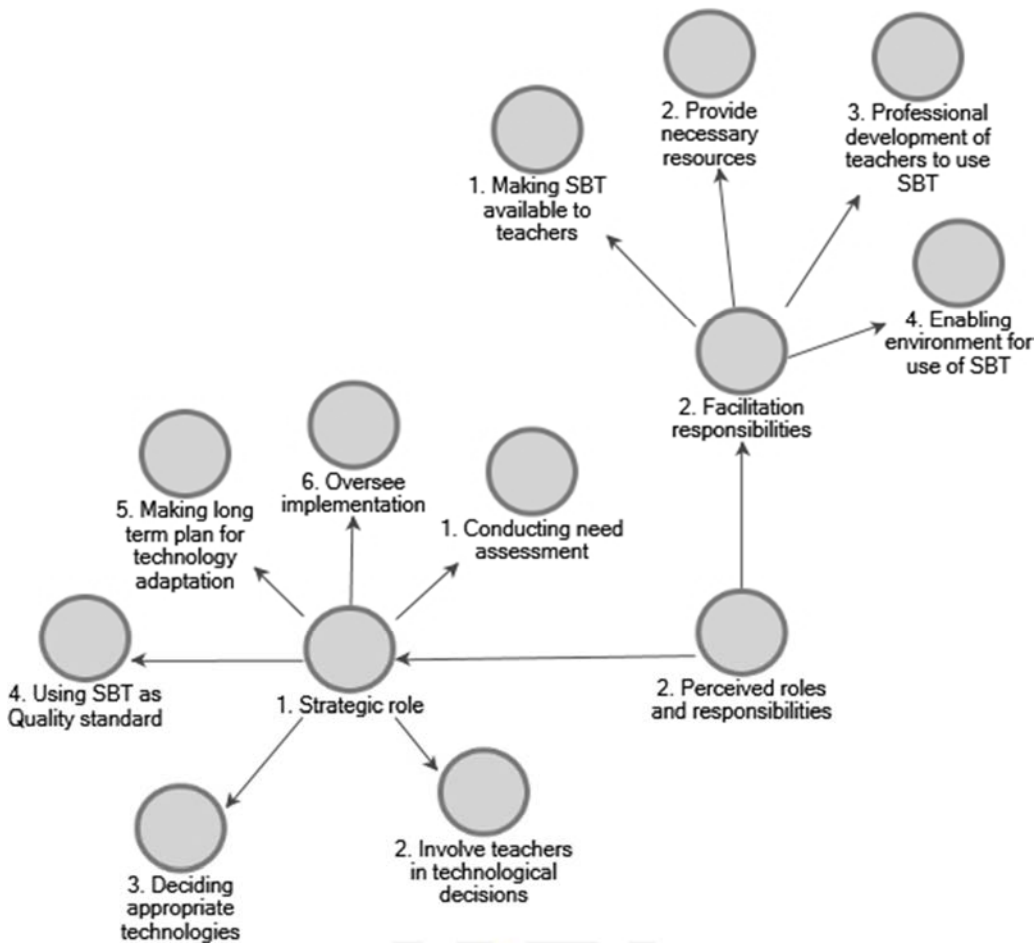 2. Provide
necessary
resources
3. Professional
development of
teachers to use
SBT
1. Making SBT
available to
teachers
4. Enabling
environment for
use of SBT
2. Facilitation
responsibilities
6. Oversee
implementation
5. Making long
term plan for
technology
adaptation
1. Conducting need
assessment
4. Using SBT as
Quality standard
1. Strategic role
2. Perceived roles
and responsibilities
2. Involve teachers
in technological
decisions
3. Deciding
appropriate
technologies